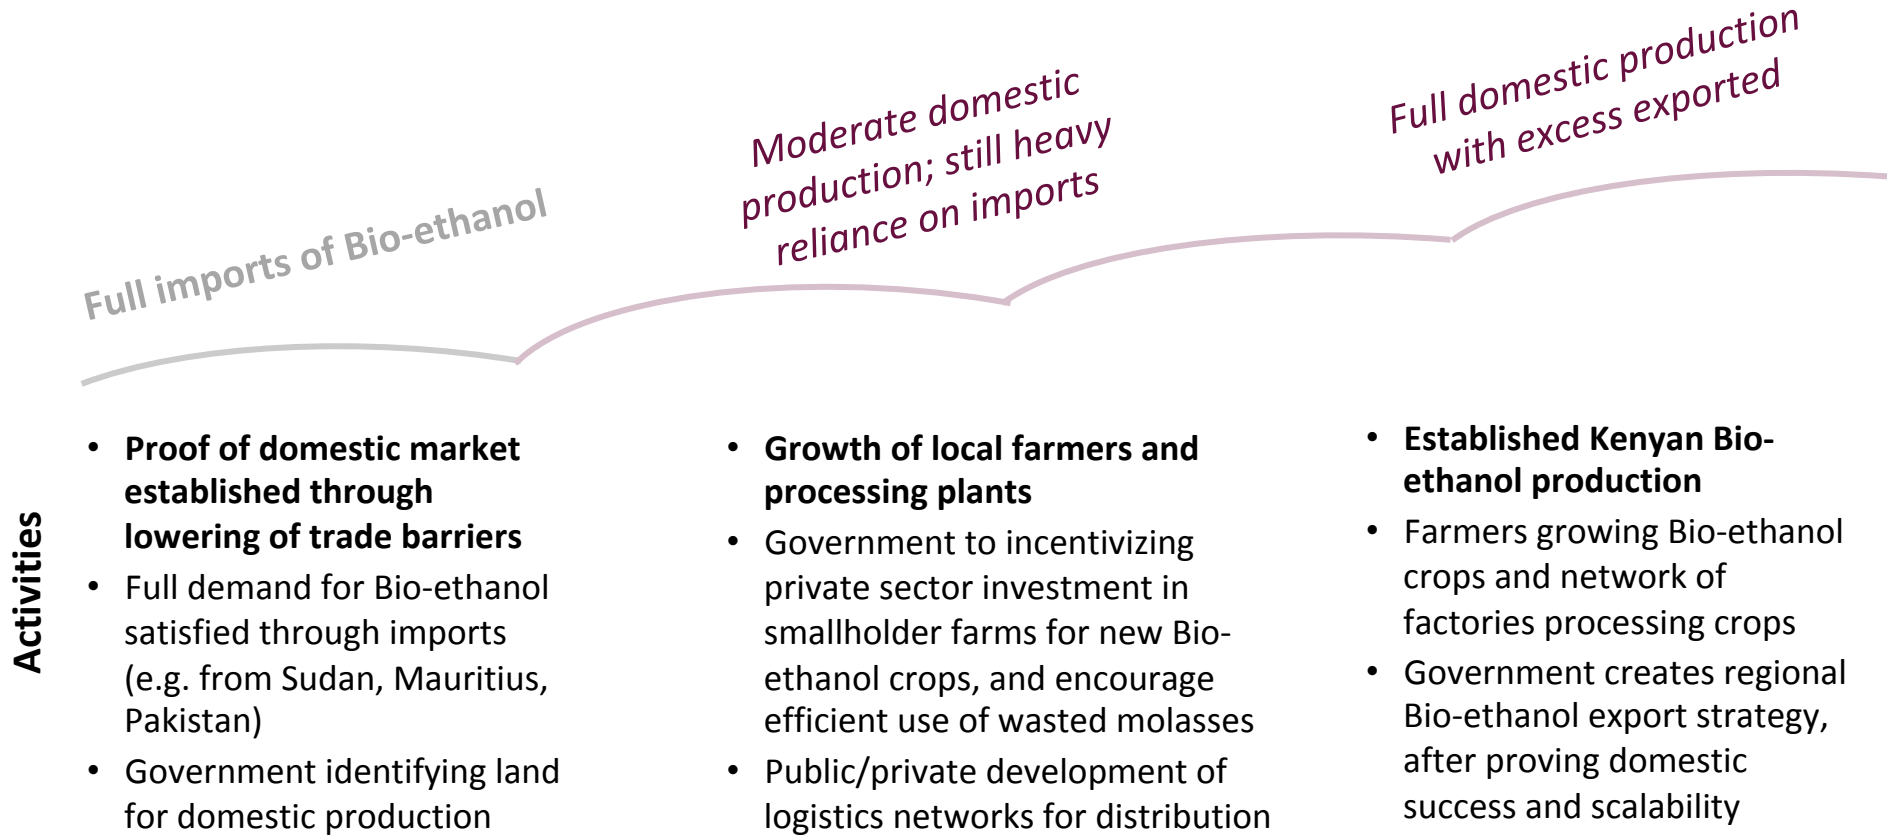 Full imports of Bio-ethanol
Moderate domestic
production; still heavy
reliance on imports
Full domestic production
with excess exported
Activities
• Proof of domestic market
established through
lowering of trade barriers
• Full demand for Bio-ethanol
satisfied through imports
(e.g. from Sudan, Mauritius,
Pakistan)
• Government identifying land
for domestic production
• Growth of local farmers and
processing plants
• Government to incentivizing
private sector investment in
smallholder farms for new Bio-
ethanol crops, and encourage
efficient use of wasted molasses
• Public/private development of
logistics networks for distribution
• Established Kenyan Bio-
ethanol production
• Farmers growing Bio-ethanol
crops and network of
factories processing crops
• Government creates regional
Bio-ethanol export strategy,
after proving domestic
success and scalability